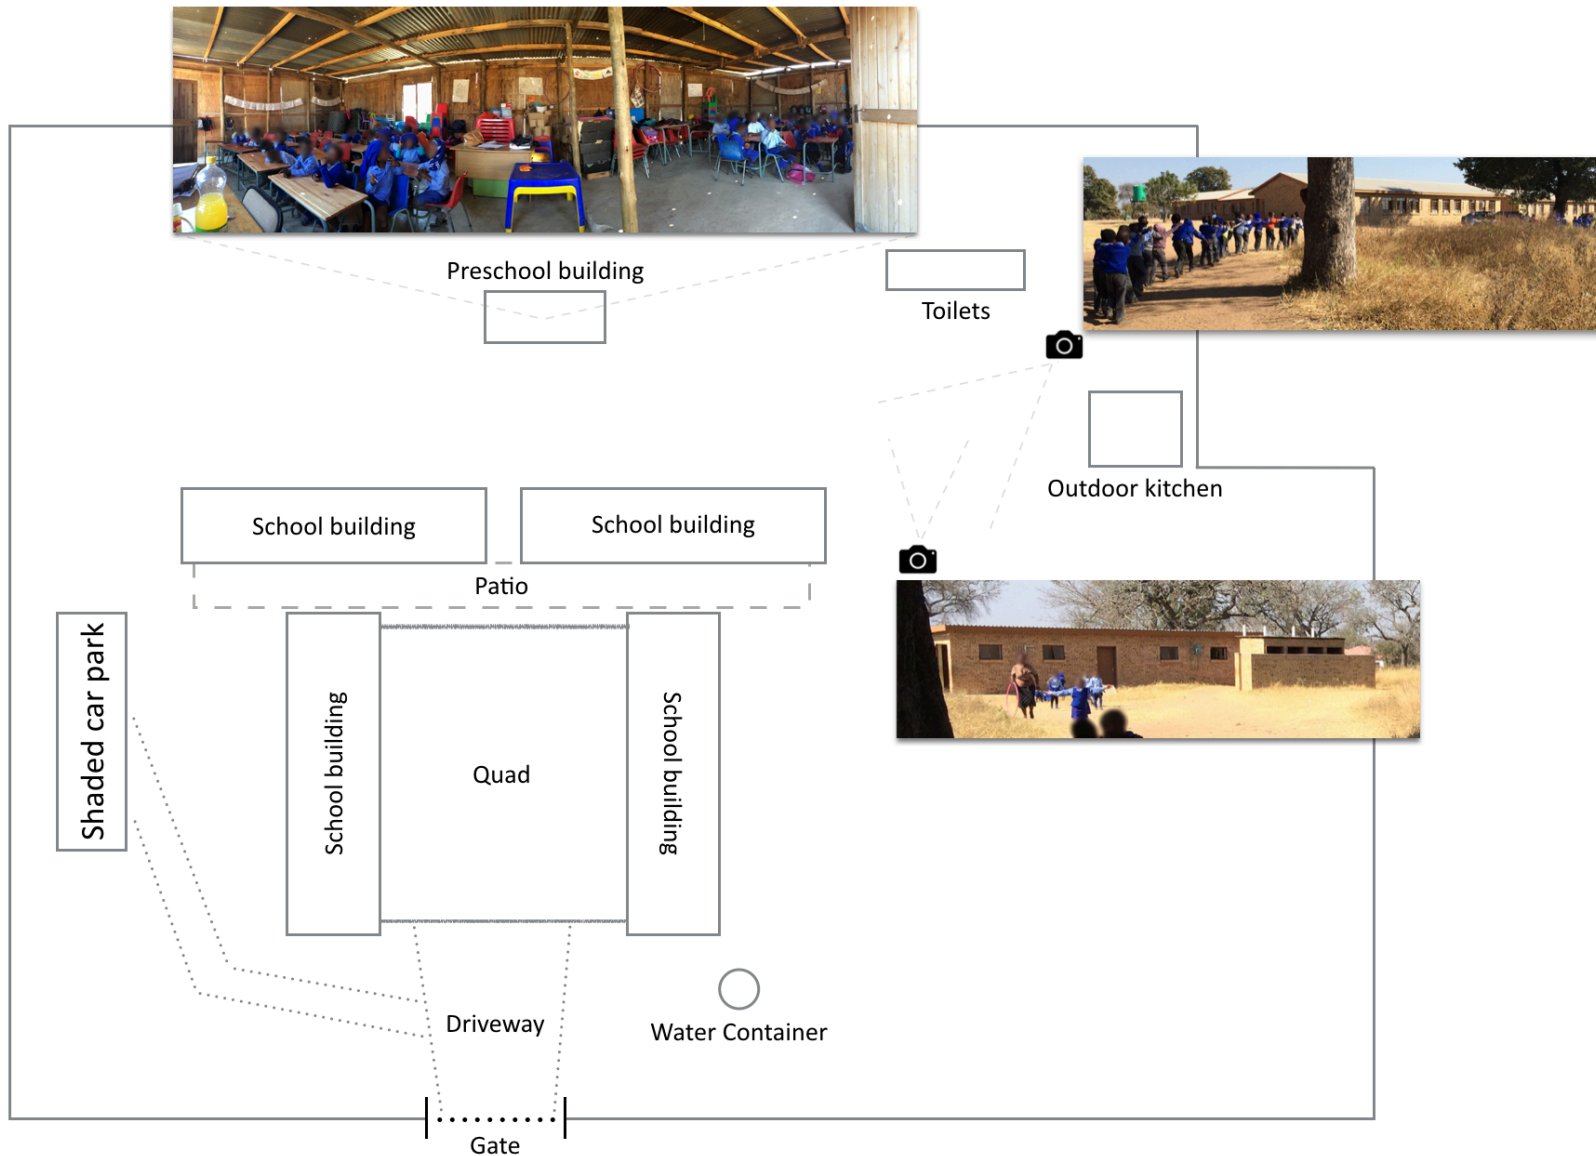 Preschool building
Toilets
Outdoor kitchen
School building
School building
Patio
Shaded car park
School building
Quad
School building
Driveway
Water Container
Gate